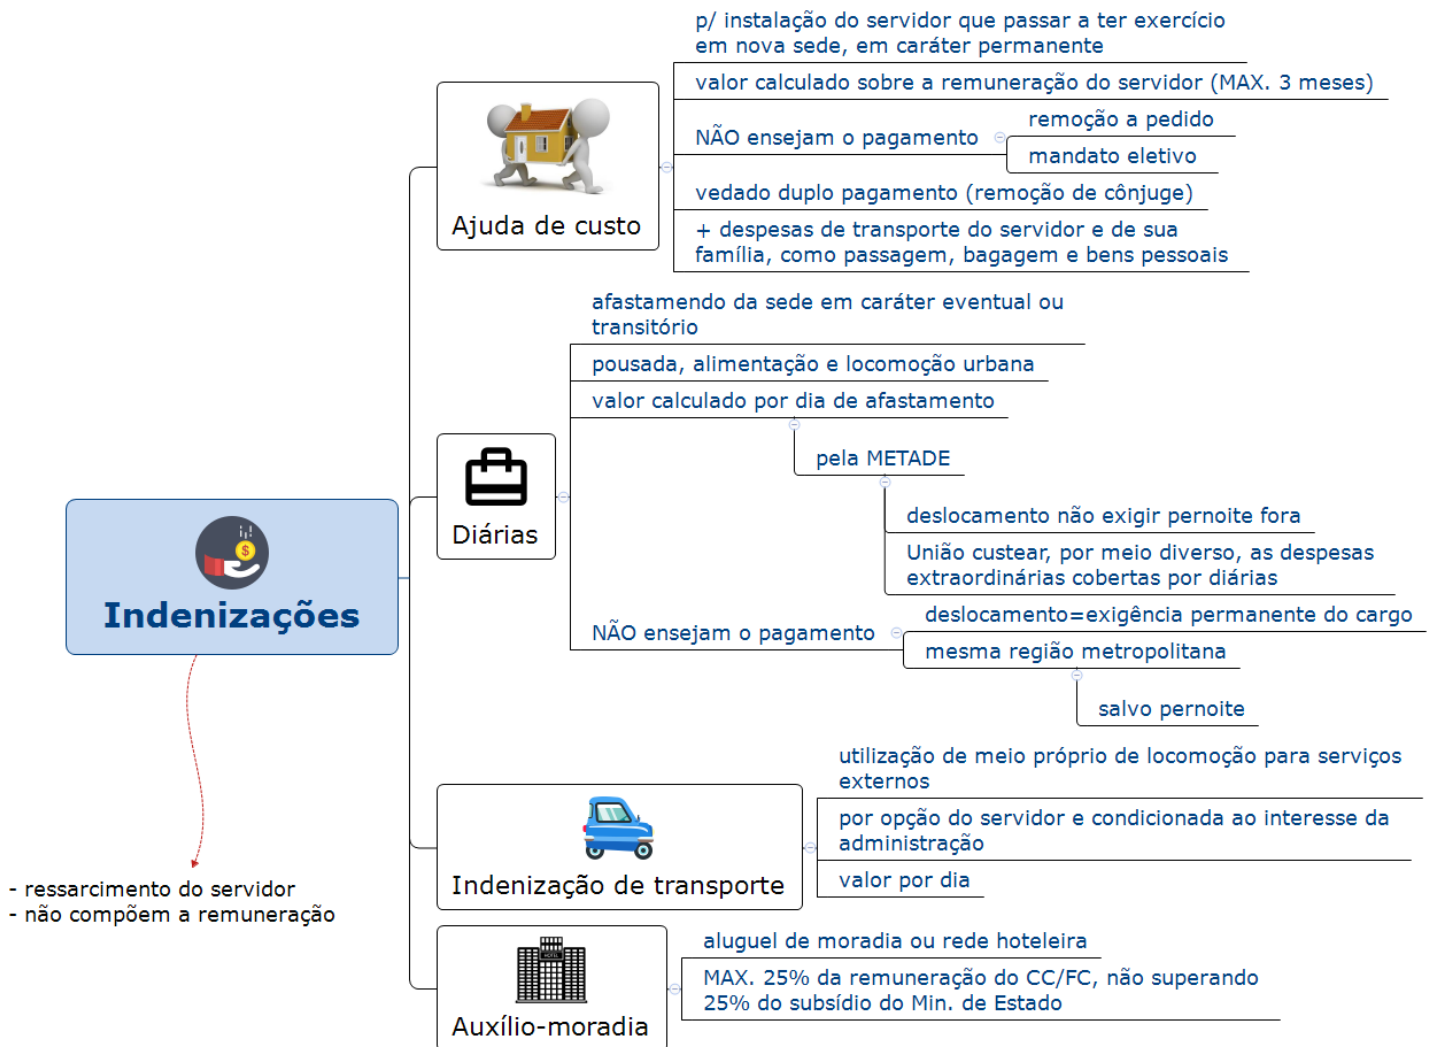 Indenizações
- ressarcimento do servidor
- não compõem a remuneração
Ajuda de custo
p/ instalação do servidor que passar a ter exercício
em nova sede, em caráter permanente
valor calculado sobre a remuneração do servidor (MAX. 3 meses)
NÃO ensejam o pagamento
remoção a pedido
mandato eletivo
vedado duplo pagamento (remoção de cônjuge)
+ despesas de transporte do servidor e de sua
família, como passagem, bagagem e bens pessoais
Diárias
afastamendo da sede em caráter eventual ou
transitório
pousada, alimentação e locomoção urbana
valor calculado por dia de afastamento
pela METADE
deslocamento não exigir pernoite fora
União custear, por meio diverso, as despesas
extraordinárias cobertas por diárias
NÃO ensejam o pagamento
deslocamento=exigência permanente do cargo
mesma região metropolitana
salvo pernoite
Indenização de transporte
utilização de meio próprio de locomoção para serviços
externos
por opção do servidor e condicionada ao interesse da
administração
valor por dia
HOTEL
Auxílio-moradia
aluguel de moradia ou rede hoteleira
MAX. 25% da remuneração do CC/FC, não superando
25% do subsídio do Min. de Estado